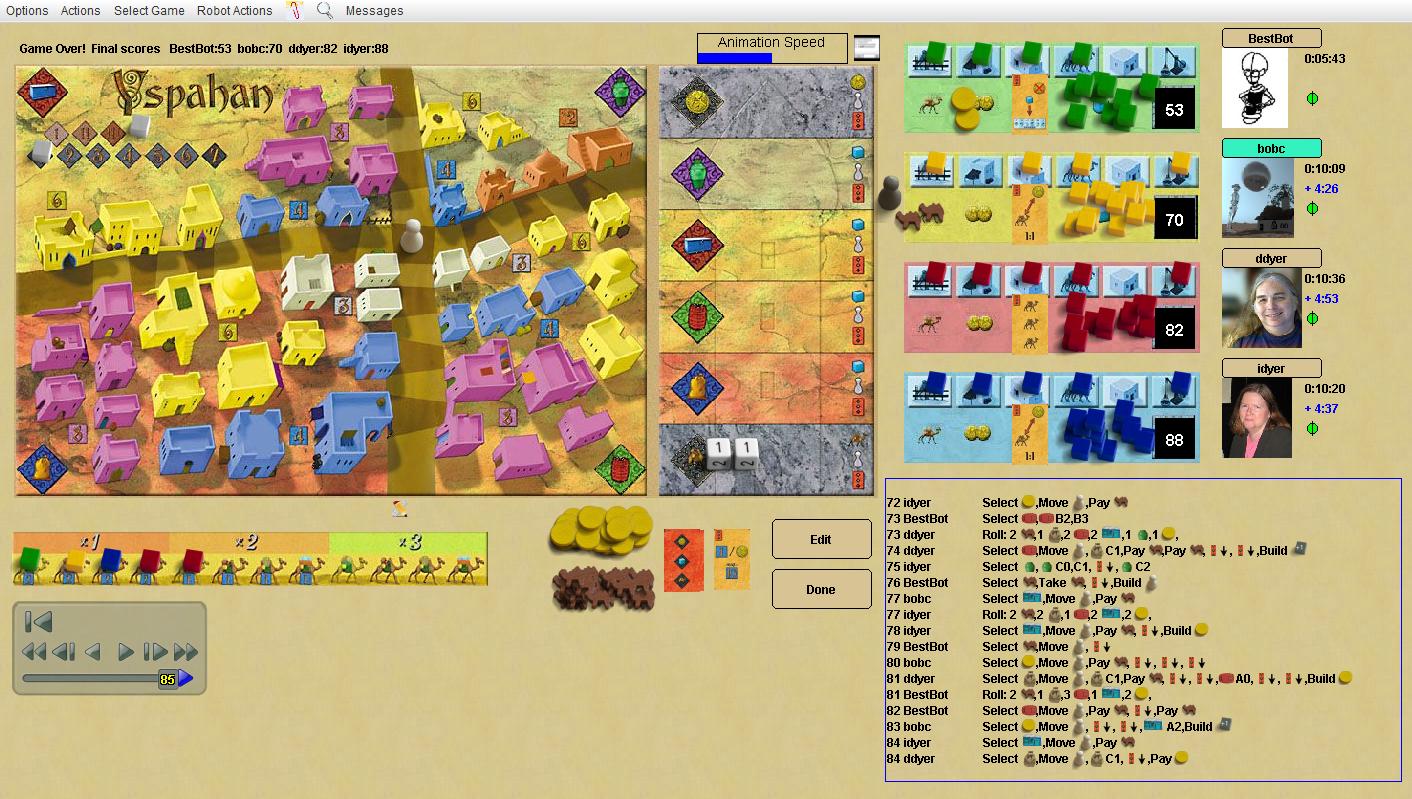 Options Actions Select Game Robot Actions Messages
Game Over! Final scores BestBot:53 bobc:70 ddyer:82 idyer:88
Animation Speed
Yspahan
BestBot
0:05:43
53
bobc
0:10:09
+ 4:26
70
1:1
ddyer
0:10:36
+ 4:53
82
idyer
0:10:20
+ 4:37
88
1:1
x1 x2 x3
Edit
Done
85
72 idyer Select ,Move ,Pay
73 BestBot Select , B2,B3
73 ddyer Roll: 2 ,1 ,2 ,2 ,1 ,1 ,
74 ddyer Select ,Move , C1,Pay ,Pay , , ,Build
75 idyer Select , C0,C1, , C2
76 BestBot Select ,Take , ,Build
77 bobc Select ,Move ,Pay
77 idyer Roll: 2 ,2 ,1 ,2 ,2 ,
78 idyer Select ,Move ,Pay , ,Build
79 BestBot Select ,Move ,
80 bobc Select ,Move ,Pay , , ,
81 ddyer Select ,Move , C1,Pay , , , A0, , ,Build
81 BestBot Roll: 2 ,1 ,3 ,1 ,2 ,
82 BestBot Select ,Move ,Pay , ,Pay
83 bobc Select ,Move , , , A2,Build
84 idyer Select ,Move ,Pay
84 ddyer Select ,Move , C1, ,Pay